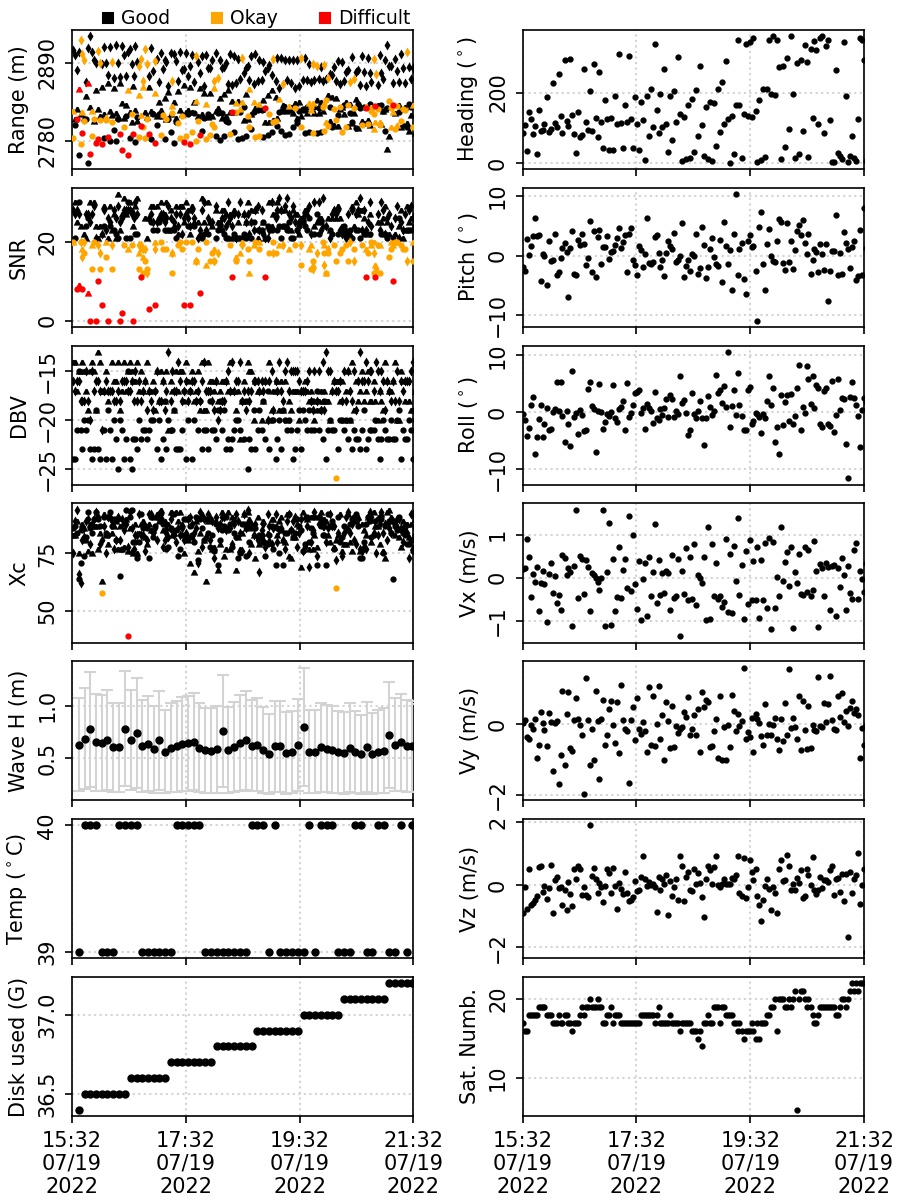 Good Okay Difficult
Range (m)
2890
2780
Heading (°)
200
0
SNR
20
0
Pitch (°)
10
0
−10
DBV
−15
−20
−25
Roll (°)
10
0
−10
Xc
75
50
Vx (m/s)
1
0
−1
Wave H (m)
1.0
0.5
Vy (m/s)
0
−2
Temp (°C)
40
39
Vz (m/s)
2
0
−2
Disk used (G)
37.0
36.5
Sat. Numb.
20
10
15:32 17:32 19:32 21:32 15:32 17:32 19:32 21:32
07/19 07/19 07/19 07/19 07/19 07/19 07/19 07/19
2022 2022 2022 2022 2022 2022 2022 2022